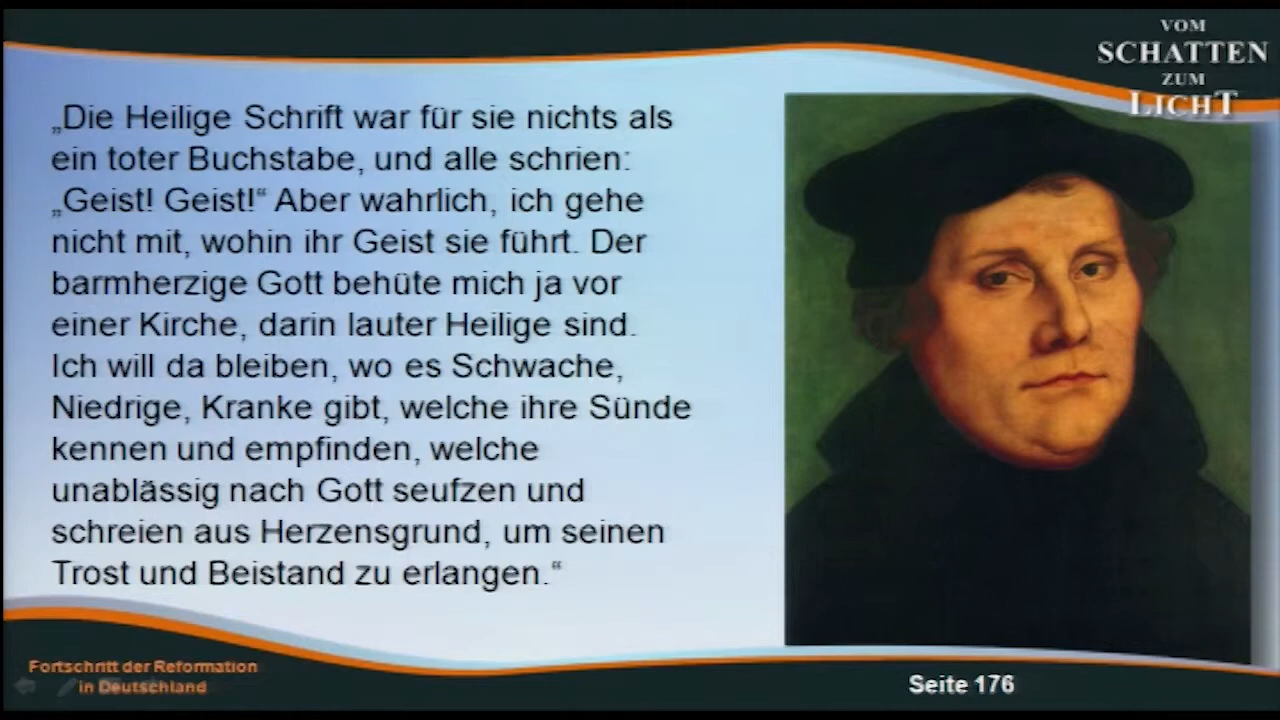 VOM
SCHATTEN
ZUM
LICHT
„Die Heilige Schrift war für sie nichts als
ein toter Buchstabe, und alle schrien:
„Geist! Geist!“ Aber wahrlich, ich gehe
nicht mit, wohin ihr Geist sie führt. Der
barmherzige Gott behüte mich ja vor
einer Kirche, darin lauter Heilige sind.
Ich will da bleiben, wo es Schwache,
Niedrige, Kranke gibt, welche ihre Sünde
kennen und empfinden, welche
unablässig nach Gott seufzen und
schreien aus Herzensgrund, um seinen
Trost und Beistand zu erlangen.“
Fortschritt der Reformation
in Deutschland
Seite 176